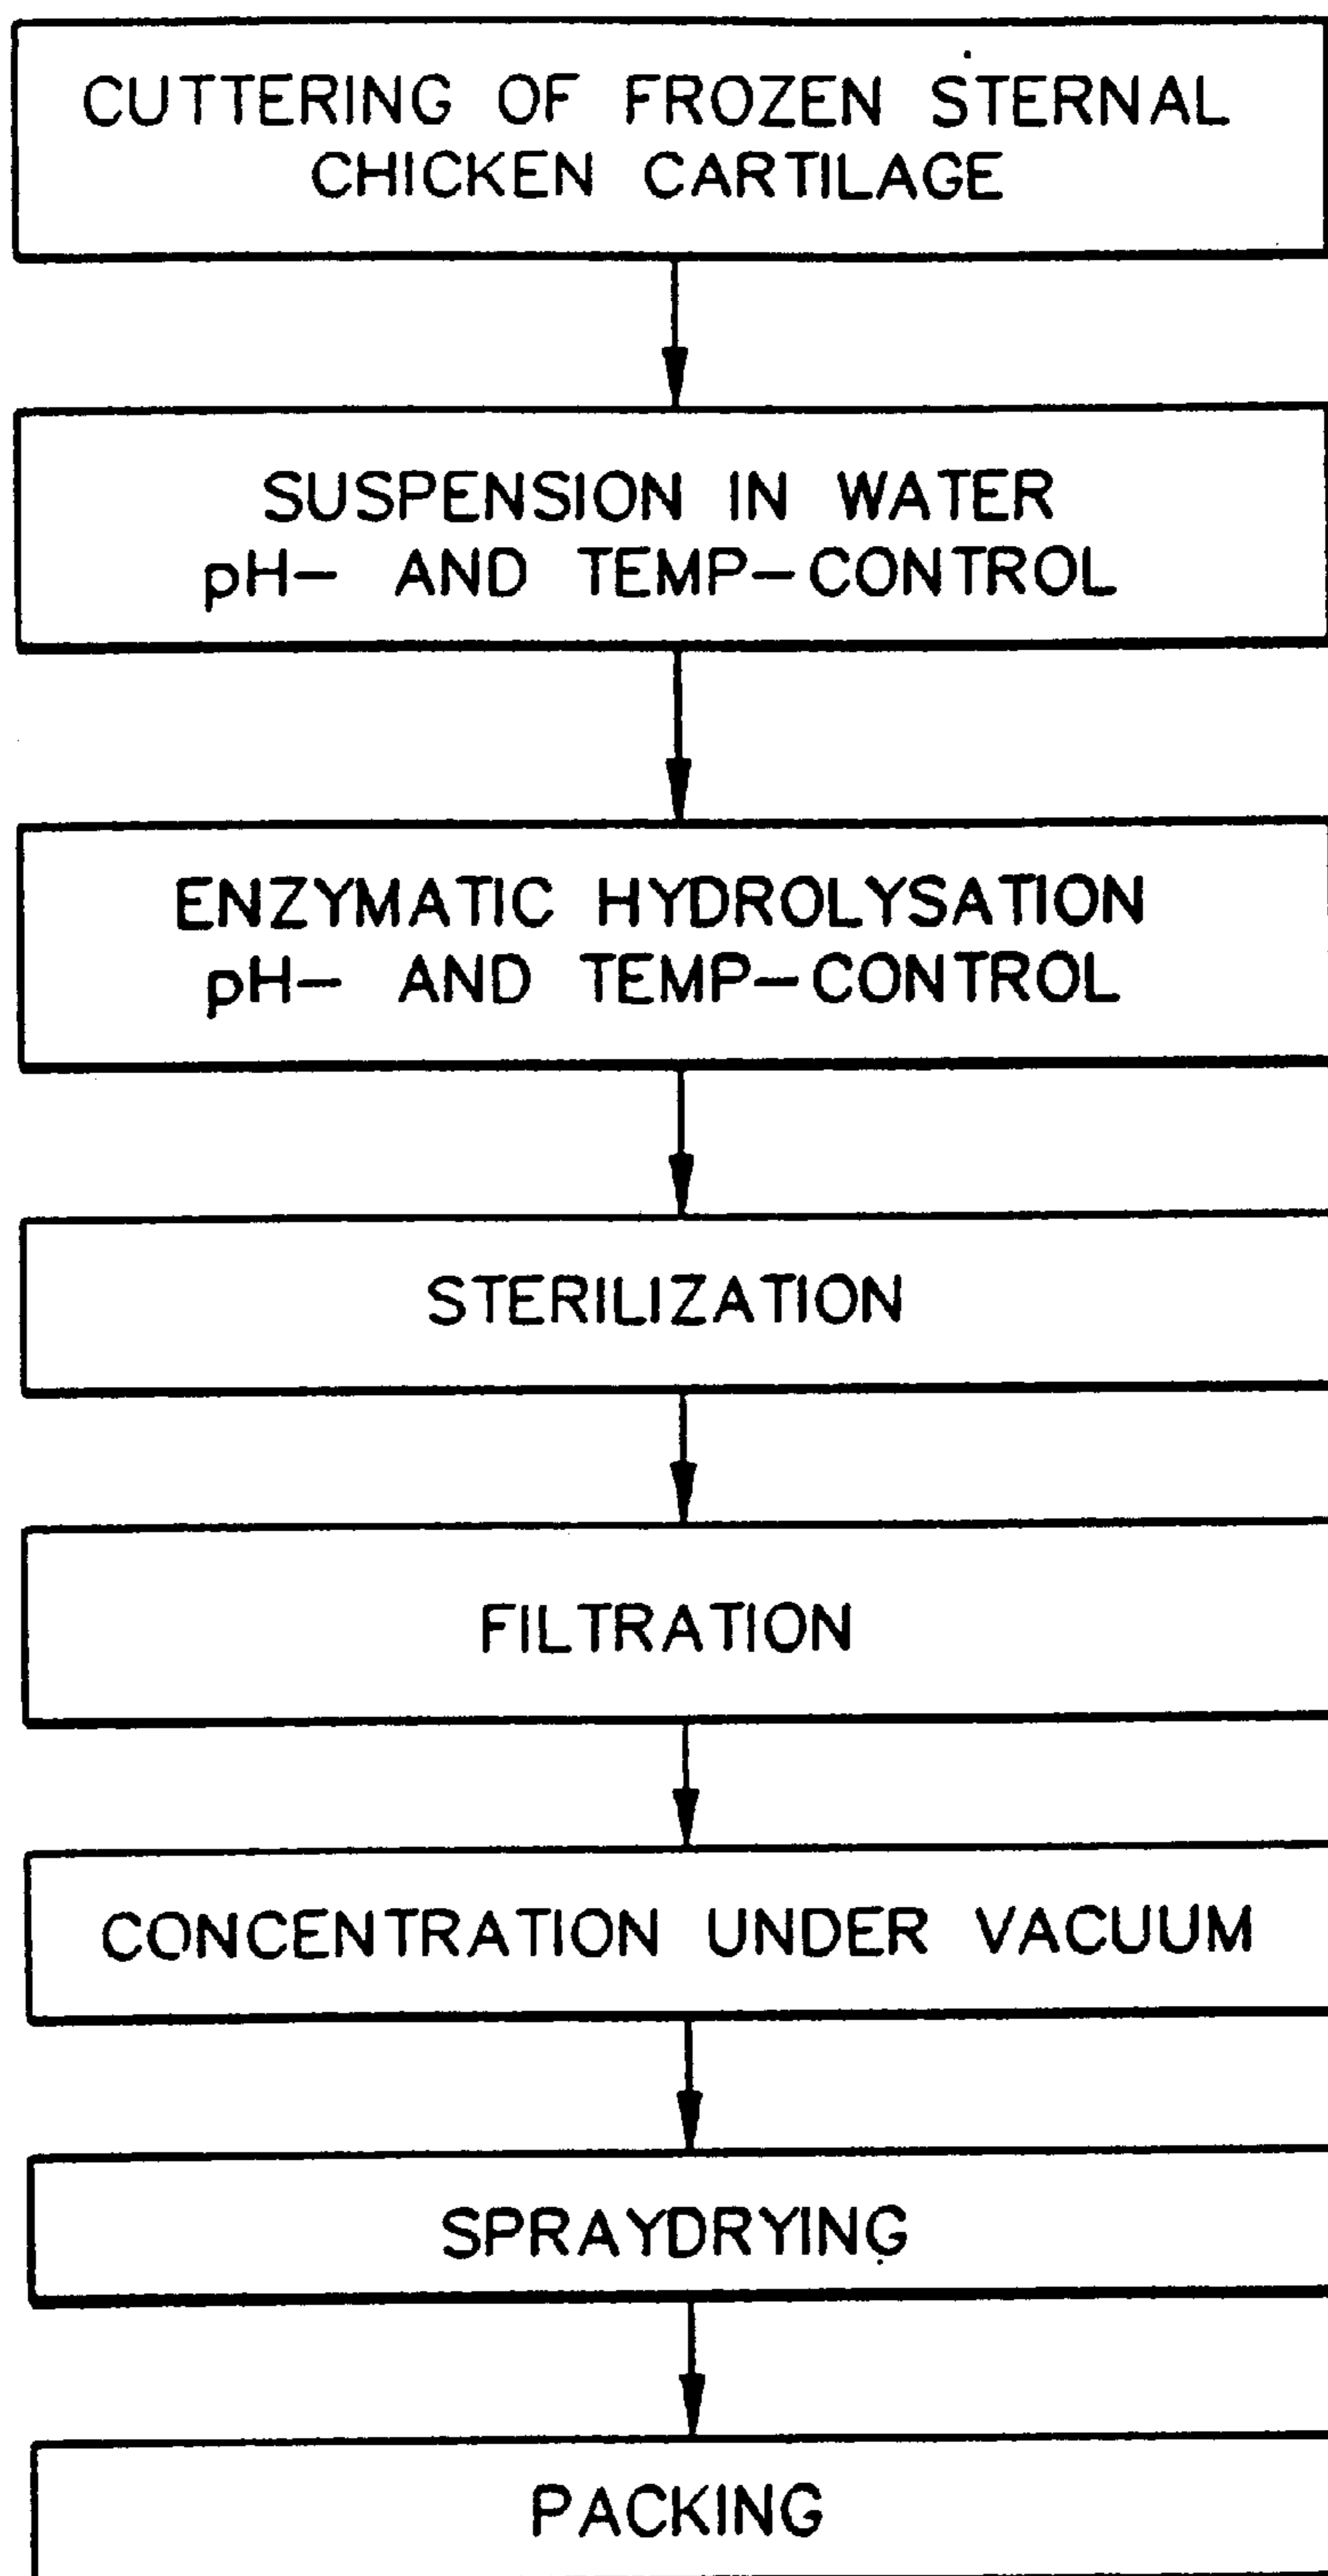 CUTTERING OF FROZEN STERNAL
CHICKEN CARTILAGE
SUSPENSION IN WATER
pH– AND TEMP–CONTROL
ENZYMATIC HYDROLYSATION
pH– AND TEMP–CONTROL
STERILIZATION
FILTRATION
CONCENTRATION UNDER VACUUM
SPRAYDRYING
PACKING